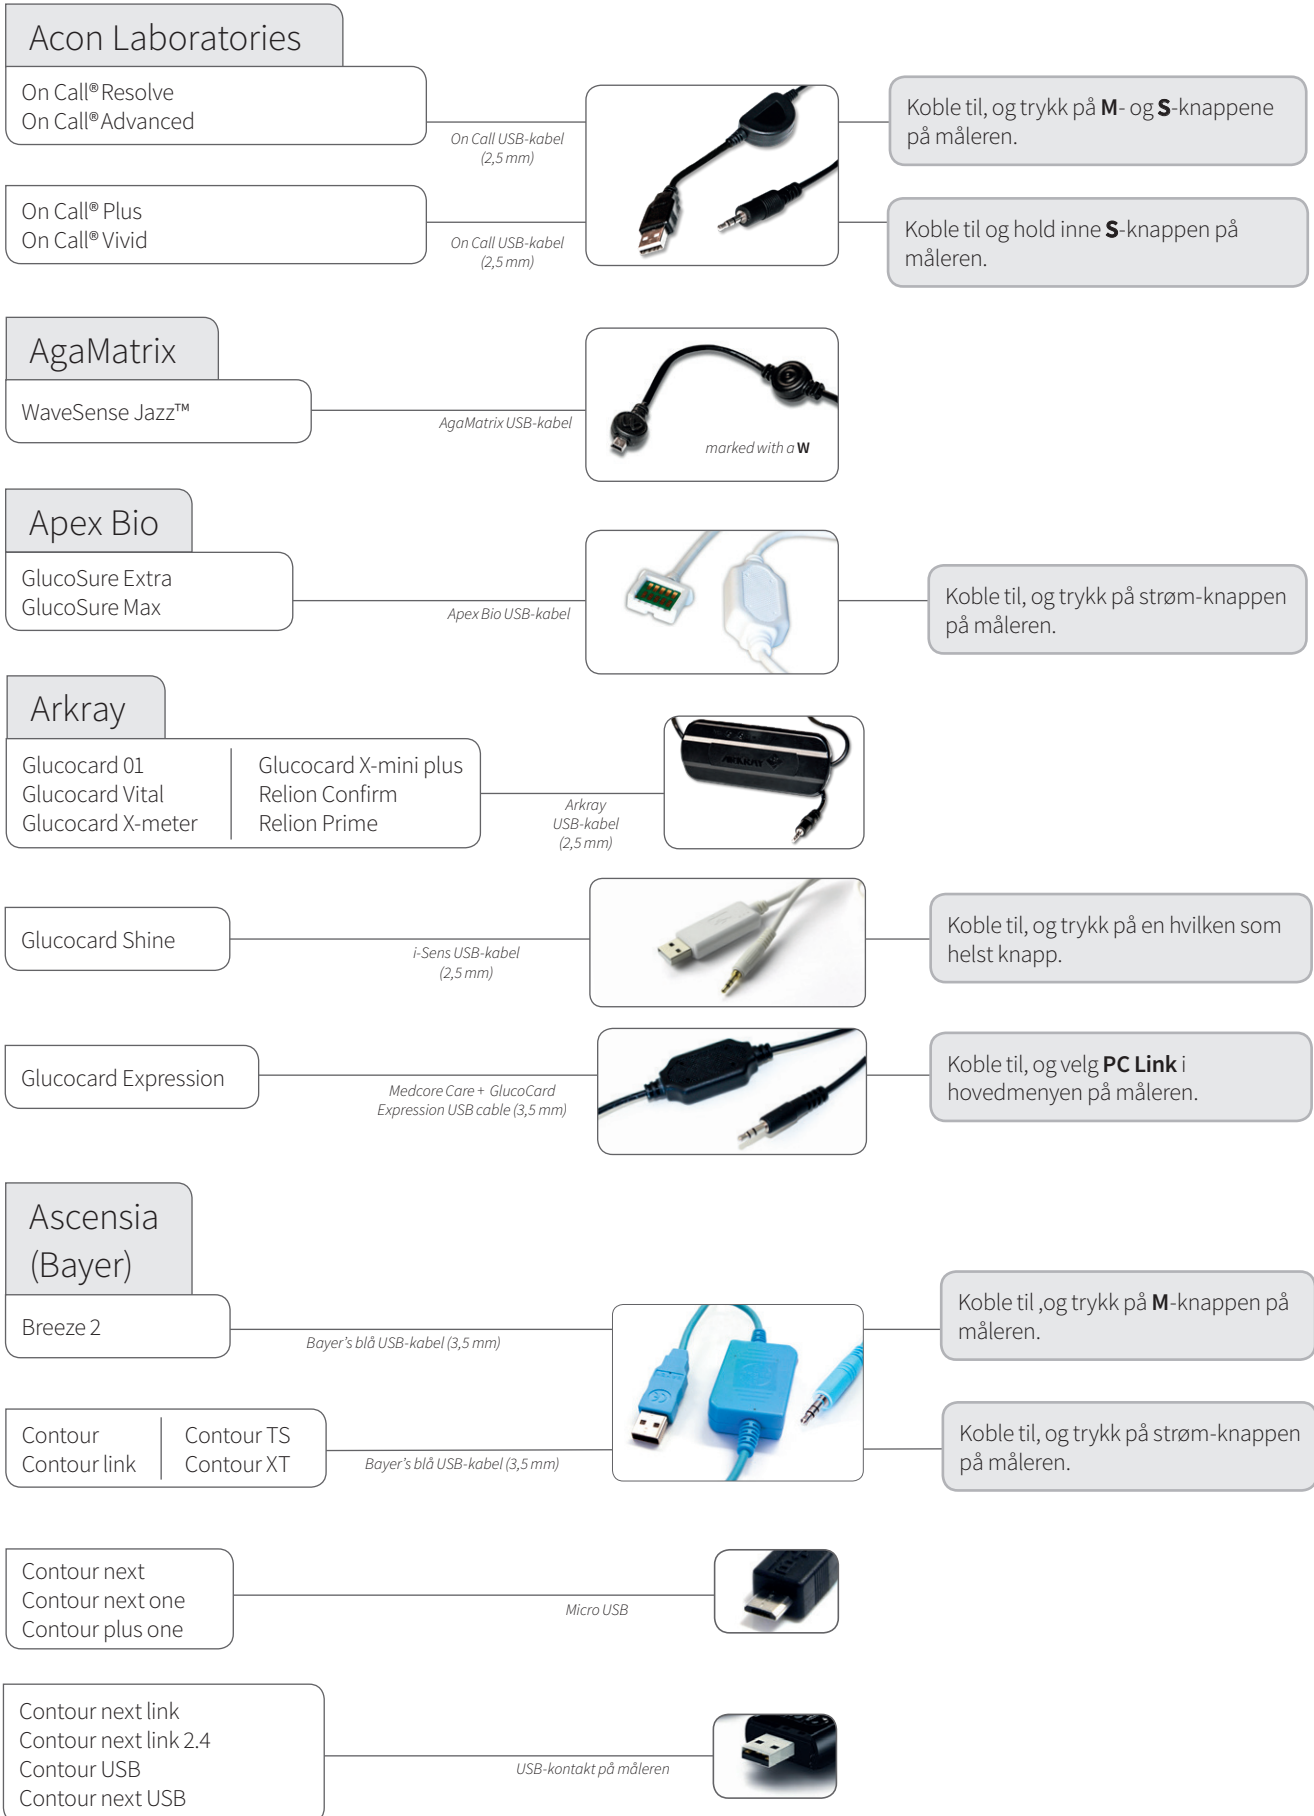 Acon Laboratories
On Call® Resolve
On Call® Advanced
On Call USB-kabel
(2,5 mm)
Koble til, og trykk på M- og S-knappene
på måleren.
On Call® Plus
On Call® Vivid
On Call USB-kabel
(2,5 mm)
Koble til og hold inne S-knappen på
måleren.
AgaMatrix
WaveSense Jazz™
AgaMatrix USB-kabel
marked with a W
Apex Bio
GlucoSure Extra
GlucoSure Max
Apex Bio USB-kabel
Koble til, og trykk på strøm-knappen
på måleren.
Arkray
Glucocard 01
Glucocard Vital
Glucocard X-meter
Glucocard X-mini plus
Relion Confirm
Relion Prime
Arkray
USB-kabel
(2,5 mm)
ARKRAY
Glucocard Shine
i-Sens USB-kabel
(2,5 mm)
Koble til, og trykk på en hvilken som
helst knapp.
Glucocard Expression
Medcore Care + GlucoCard
Expression USB cable (3,5 mm)
Koble til, og velg PC Link i
hovedmenyen på måleren.
Ascensia
(Bayer)
Breeze 2
Bayer's blå USB-kabel (3,5 mm)
Koble til ,og trykk på M-knappen på
måleren.
Contour
Contour link
Contour TS
Contour XT
Bayer's blå USB-kabel (3,5 mm)
Koble til, og trykk på strøm-knappen
på måleren.
Contour next
Contour next one
Contour plus one
Micro USB
Contour next link
Contour next link 2.4
Contour USB
Contour next USB
USB-kontakt på måleren